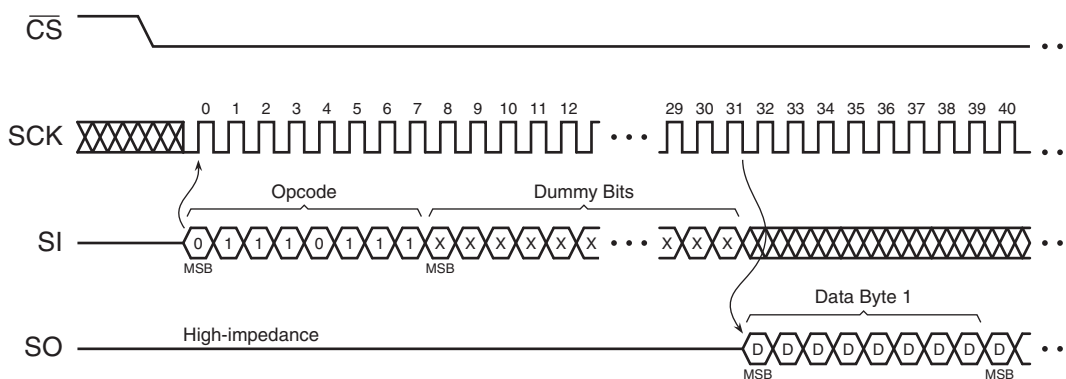 CS
0 1 2 3 4 5 6 7 8 9 10 11 12 29 30 31 32 33 34 35 36 37 38 39 40
SCK
Opcode Dummy Bits
SI 0 1 1 1 0 1 1 1 X X X X X X X X X
MSB MSB
Data Byte 1
High-impedance
SO D D D D D D D D D
MSB MSB